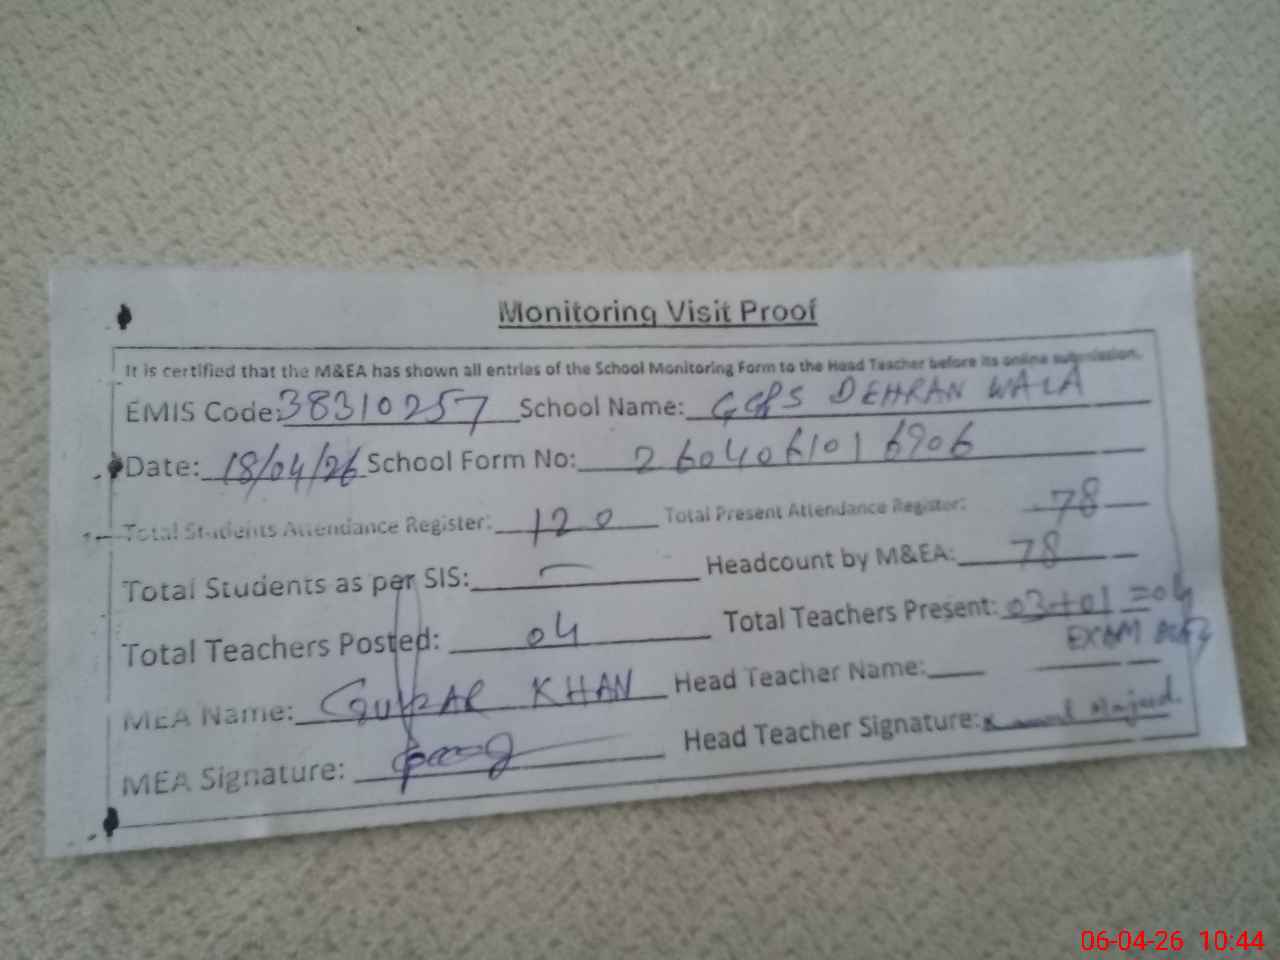 Monitoring Visit Proof
It is certified that the M&EA has shown all entries of the School Monitoring Form to the Head Teacher before its online submission.
EMIS Code: 38310257 School Name: GGPS DEHRAN WALA
Date: 18/04/26 School Form No: 2604061016906
Total Students Attendance Register: 120 Total Present Attendance Register: 78
Total Students as per SIS: — Headcount by M&EA: 78
Total Teachers Posted: 04 Total Teachers Present: 03+01=04
EXAM Duty
MEA Name: GULZAR KHAN Head Teacher Name:
MEA Signature: Head Teacher Signature: Majeed.
06-04-26 10:44